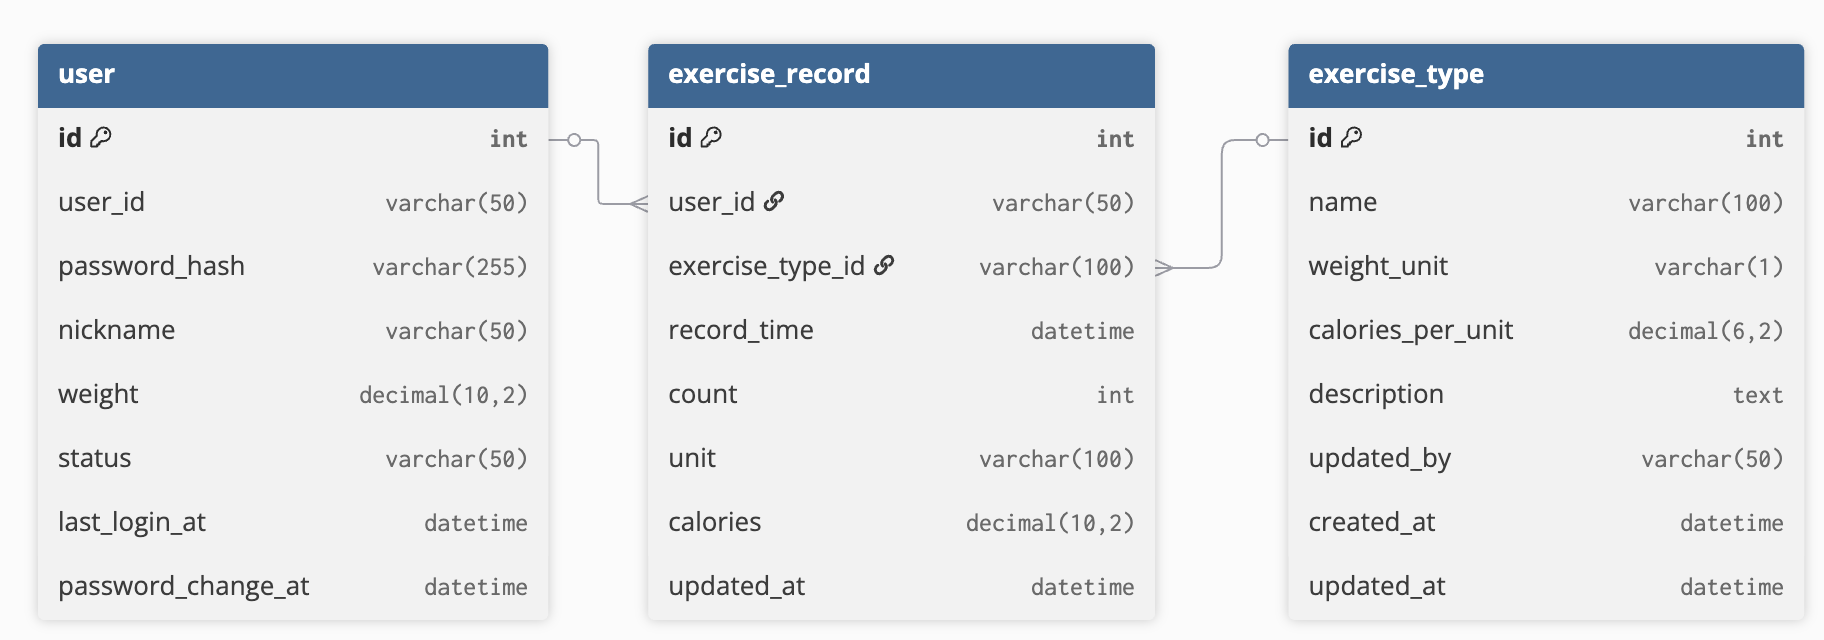 user
id int
user_id varchar(50)
password_hash varchar(255)
nickname varchar(50)
weight decimal(10,2)
status varchar(50)
last_login_at datetime
password_change_at datetime
exercise_record
id int
user_id varchar(50)
exercise_type_id varchar(100)
record_time datetime
count int
unit varchar(100)
calories decimal(10,2)
updated_at datetime
exercise_type
id int
name varchar(100)
weight_unit varchar(1)
calories_per_unit decimal(6,2)
description text
updated_by varchar(50)
created_at datetime
updated_at datetime